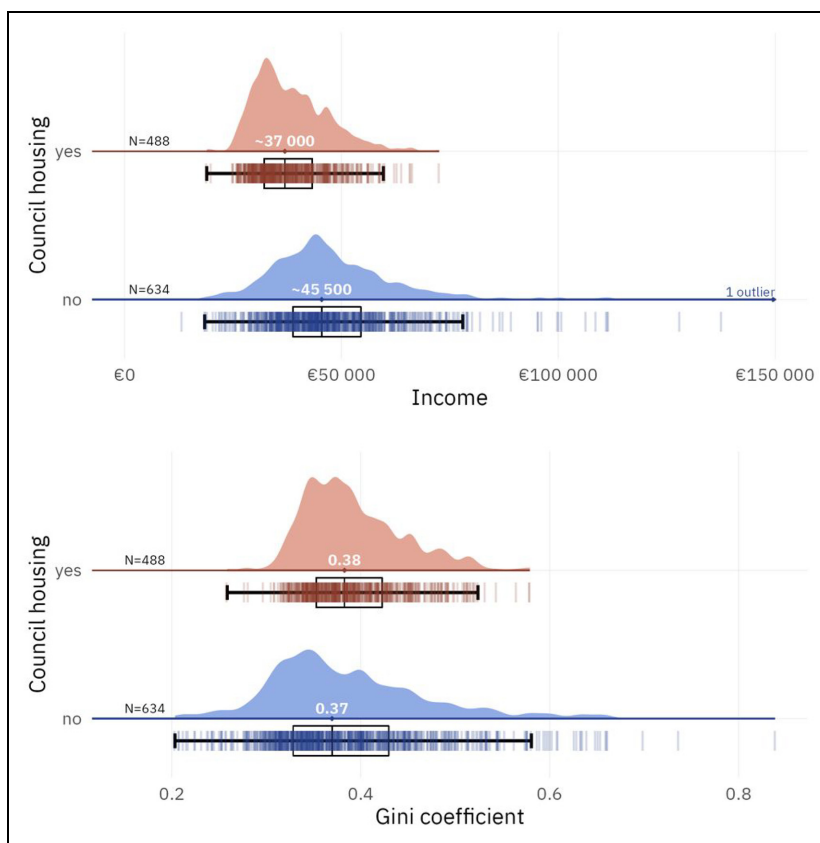 Council housing
yes
N=488
~37 000
no
N=634
~45 500
1 outlier
€0
€50 000
€100 000
€150 000
Income
Council housing
yes
N=488
0.38
no
N=634
0.37
0.2
0.4
0.6
0.8
Gini coefficient